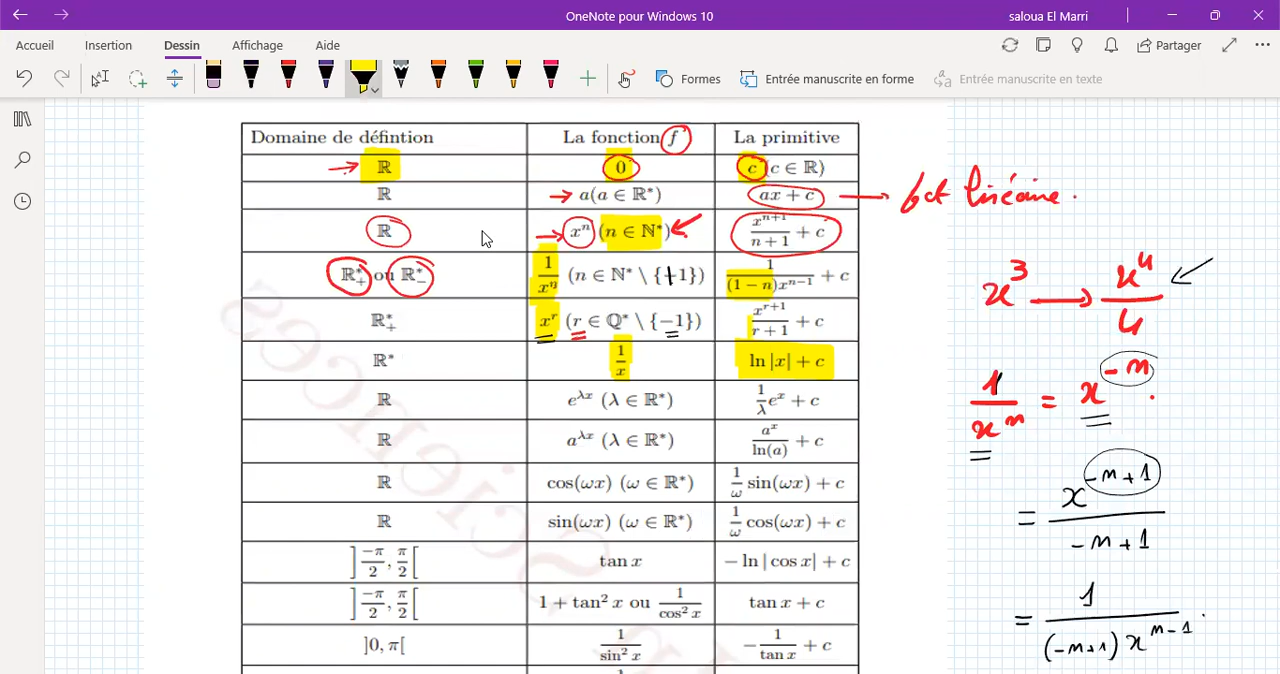 OneNote pour Windows 10
saloua El Marri
Accueil Insertion Dessin Affichage Aide
Partager
Formes
Entrée manuscrite en forme
Entrée manuscrite en texte
Domaine de défintion | La fonction f | La primitive
ℝ | 0 | c (c ∈ ℝ)
ℝ | → a(a ∈ ℝ*) | ax + c → fct linéaire.
ℝ | x^n (n ∈ ℕ*) | x^{n+1}/(n+1) + c
ℝ*₊ ou ℝ*₋ | 1/x^n (n ∈ ℕ* \ {1}) | 1/((1 − n)x^{n−1}) + c
ℝ*₊ | x^r (r ∈ ℚ* \ {−1}) | x^{r+1}/(r + 1) + c
ℝ* | 1/x | ln |x| + c
ℝ | e^{λx} (λ ∈ ℝ*) | 1/λ e^x + c
ℝ | a^{λx} (λ ∈ ℝ*) | a^x/ln(a) + c
ℝ | cos(ωx) (ω ∈ ℝ*) | 1/ω sin(ωx) + c
ℝ | sin(ωx) (ω ∈ ℝ*) | 1/ω cos(ωx) + c
]−π/2, π/2[ | tan x | − ln | cos x| + c
]−π/2, π/2[ | 1 + tan² x ou 1/cos² x | tan x + c
]0, π[ | 1/sin² x | −1/tan x + c
x³ → x⁴/4
1/x^n = x^{−n}.
= x^{−n+1}/(−n+1)
= 1/((−n+1) x^{n−1}).